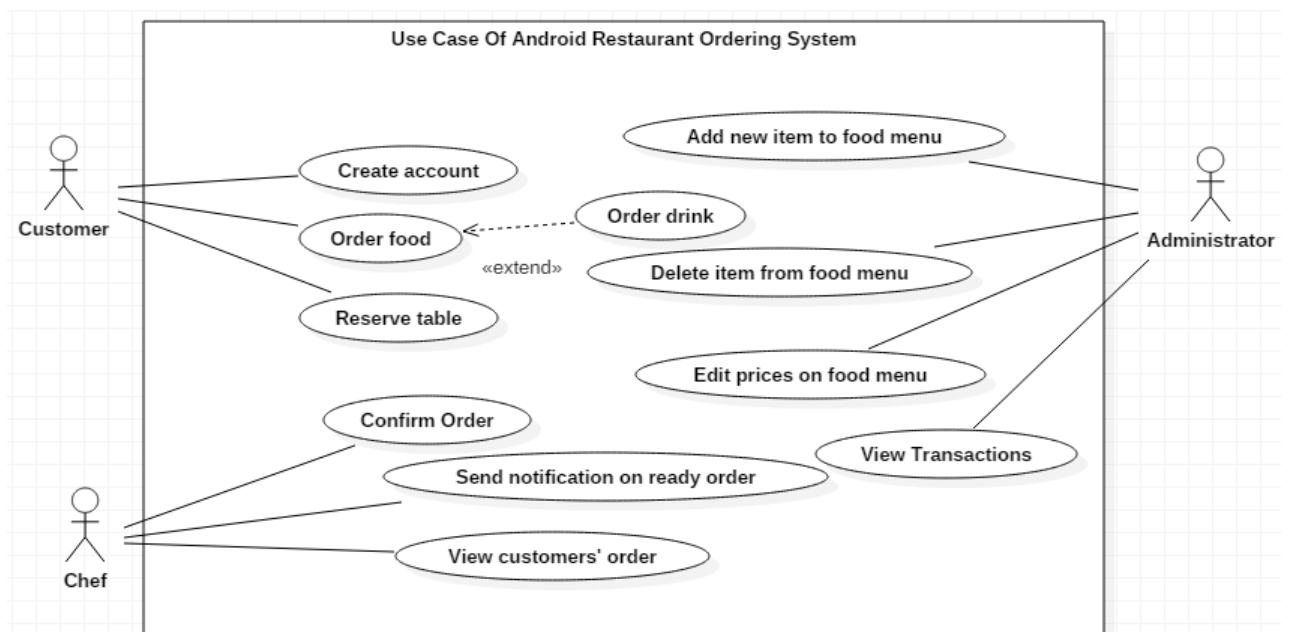 Use Case Of Android Restaurant Ordering System
Add new item to food menu
Create account
Order drink
Customer
Order food
Administrator
«extend»
Delete item from food menu
Reserve table
Edit prices on food menu
Confirm Order
View Transactions
Send notification on ready order
View customers' order
Chef